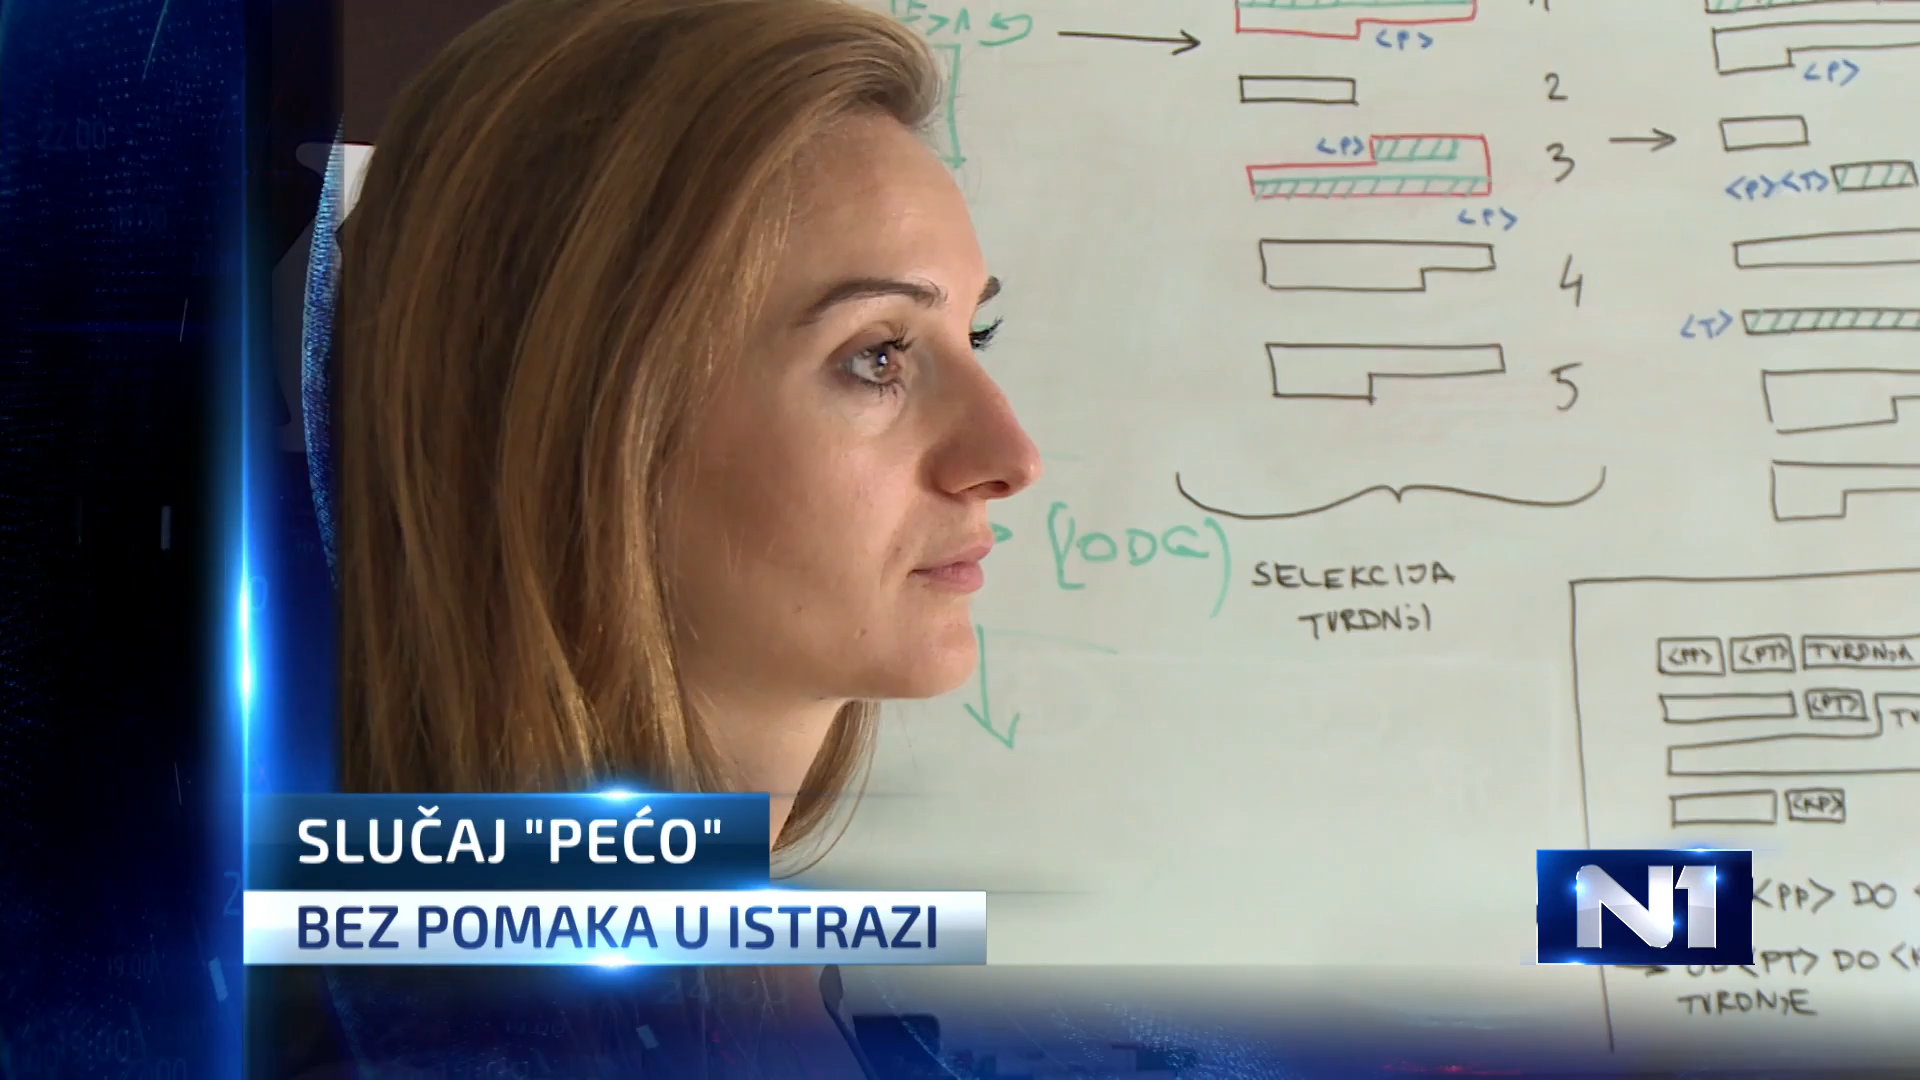 <P>
2
<P>
<P>
3
<P><T>
<P>
4
<T>
5
SELEKCIJA
TVRDNJI
<PP> <PT> TVRDNJA
<PT>
<KP>
SLUČAJ "PEĆO"
BEZ POMAKA U ISTRAZI
N1
<PP> DO
OD <PT> DO
TVRDNJE